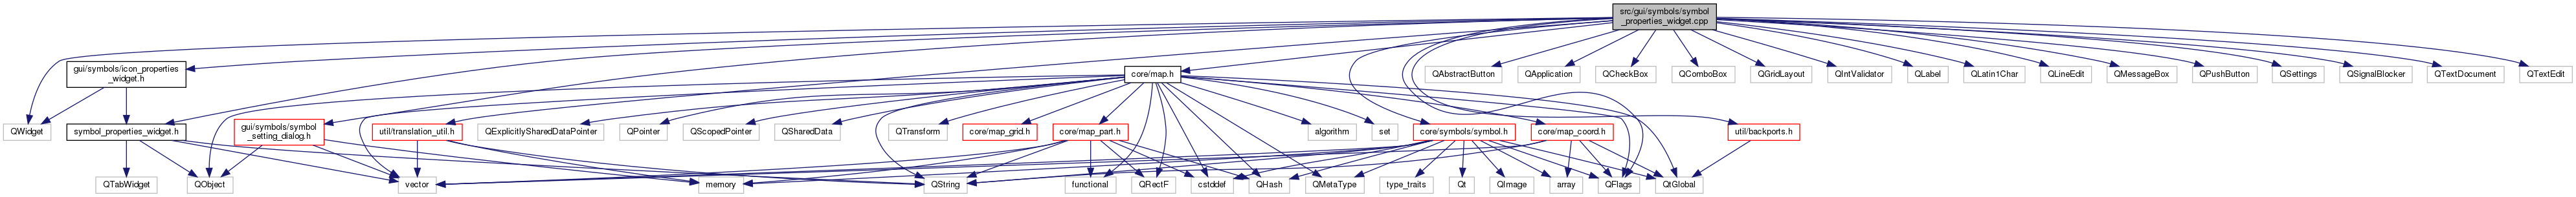 src/gui/symbols/symbol
_properties_widget.cpp
gui/symbols/icon_properties
_widget.h
core/map.h
QAbstractButton
QApplication
QCheckBox
QComboBox
QGridLayout
QIntValidator
QLabel
QLatin1Char
QLineEdit
QMessageBox
QPushButton
QSettings
QSignalBlocker
QTextDocument
QTextEdit
QWidget
symbol_properties_widget.h
gui/symbols/symbol
_setting_dialog.h
util/translation_util.h
QExplicitlySharedDataPointer
QPointer
QScopedPointer
QSharedData
QTransform
core/map_grid.h
core/map_part.h
algorithm
set
core/symbols/symbol.h
core/map_coord.h
util/backports.h
QTabWidget
QObject
vector
memory
QString
functional
QRectF
cstddef
QHash
QMetaType
type_traits
Qt
QImage
array
QFlags
QtGlobal